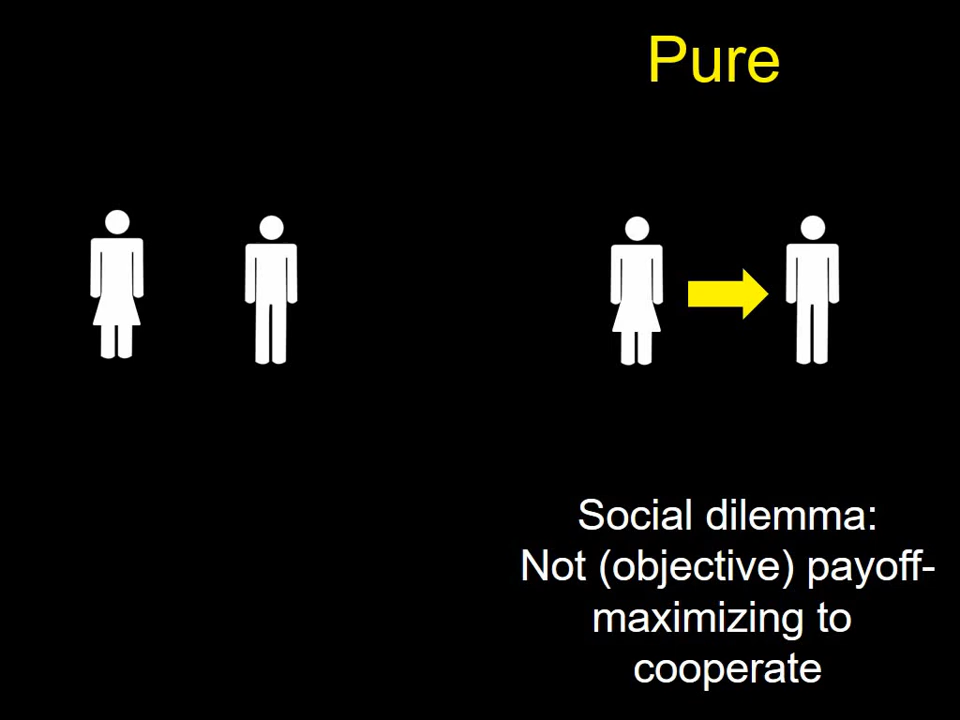 Pure
Social dilemma:
Not (objective) payoff-
maximizing to
cooperate